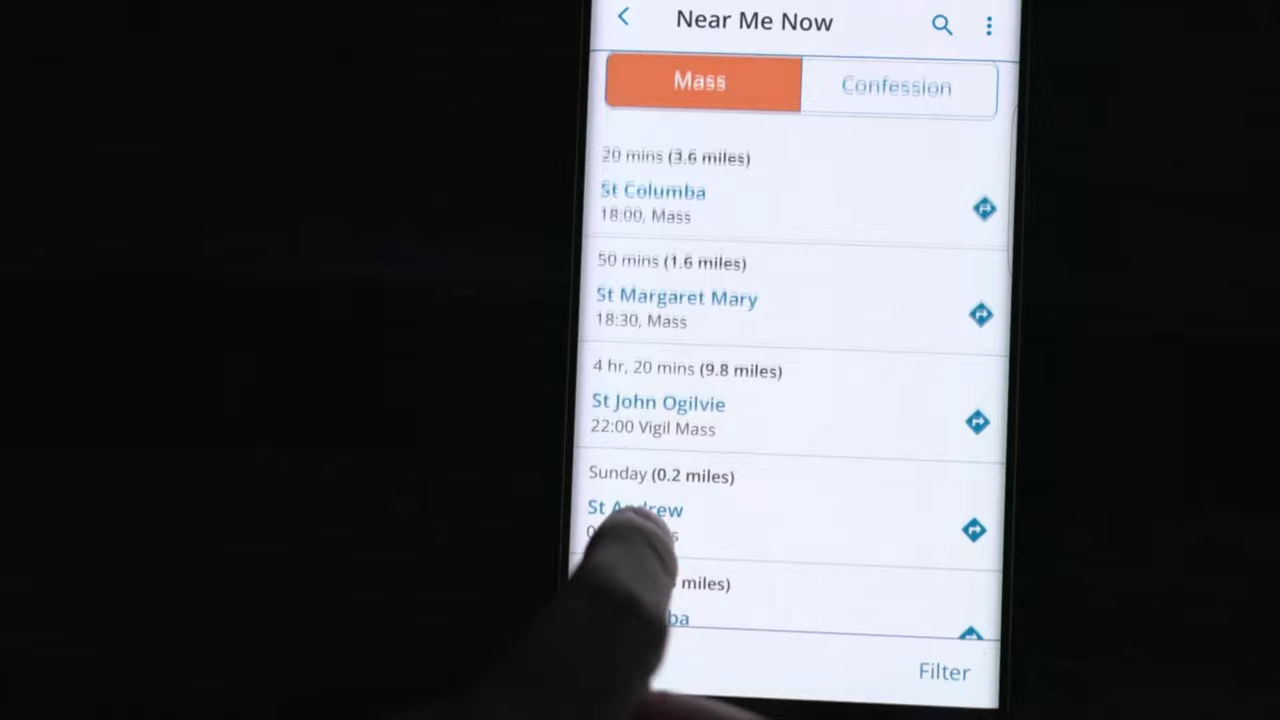 Near Me Now
Mass
Confession
20 mins (3.6 miles)
St Columba
18:00, Mass
50 mins (1.6 miles)
St Margaret Mary
18:30, Mass
4 hr, 20 mins (9.8 miles)
St John Ogilvie
22:00 Vigil Mass
Sunday (0.2 miles)
St Andrew
miles)
Filter